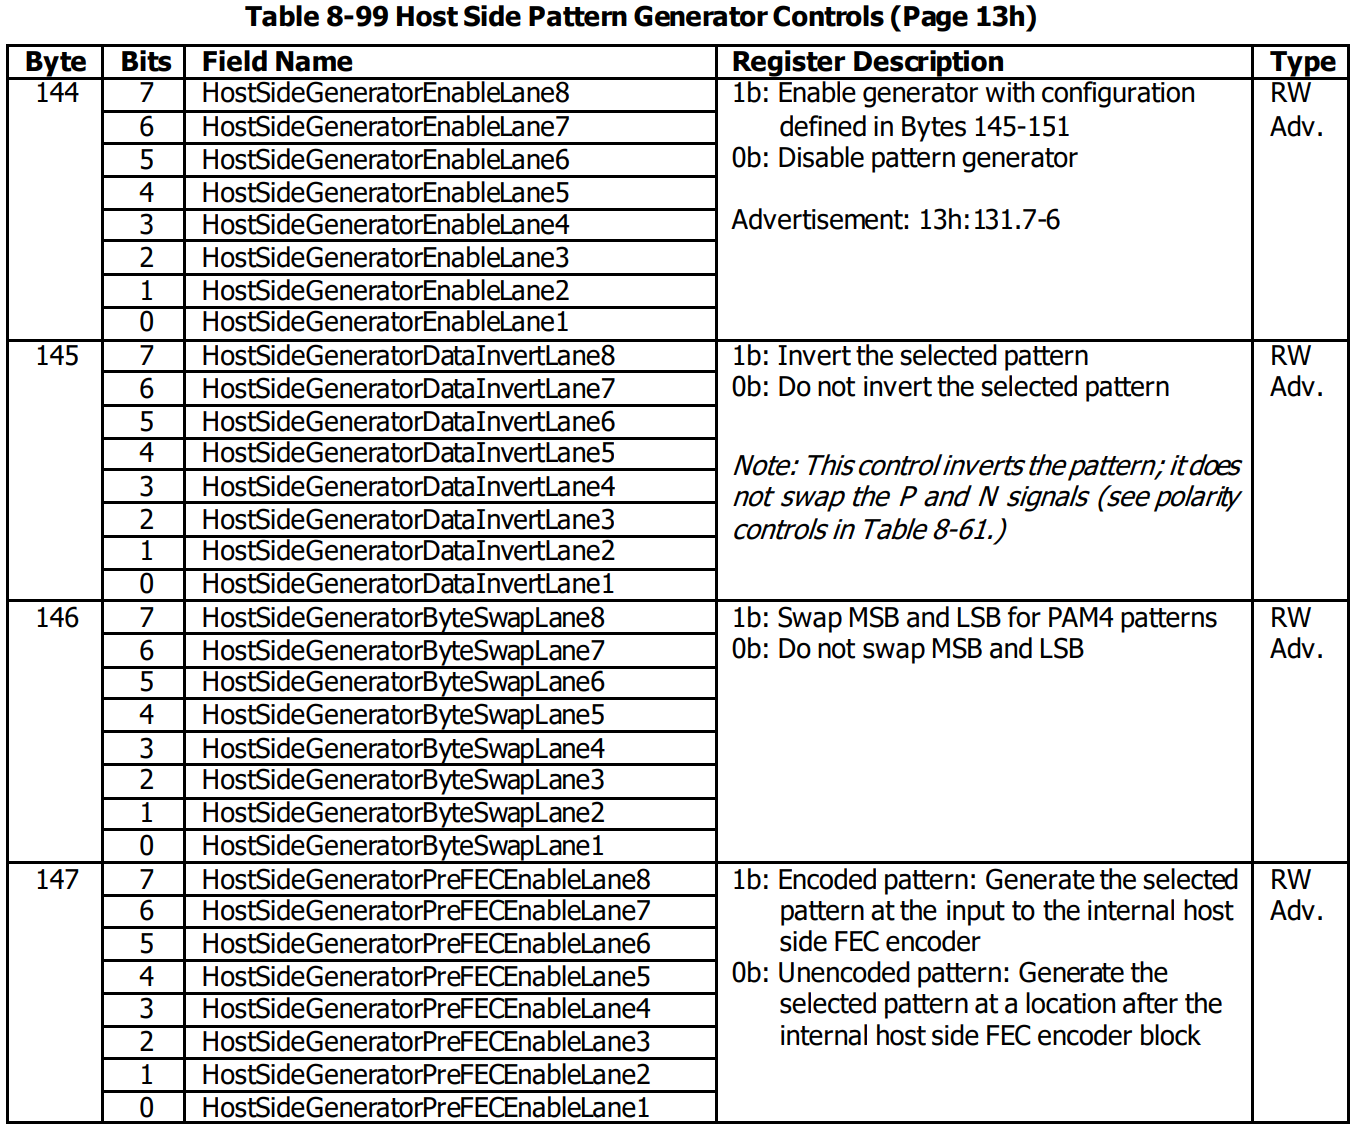 Table 8-99 Host Side Pattern Generator Controls (Page 13h)
Byte Bits Field Name Register Description Type
144 7 HostSideGeneratorEnableLane8 1b: Enable generator with configuration RW
6 HostSideGeneratorEnableLane7 defined in Bytes 145-151 Adv.
5 HostSideGeneratorEnableLane6 0b: Disable pattern generator
4 HostSideGeneratorEnableLane5
3 HostSideGeneratorEnableLane4 Advertisement: 13h:131.7-6
2 HostSideGeneratorEnableLane3
1 HostSideGeneratorEnableLane2
0 HostSideGeneratorEnableLane1
145 7 HostSideGeneratorDataInvertLane8 1b: Invert the selected pattern RW
6 HostSideGeneratorDataInvertLane7 0b: Do not invert the selected pattern Adv.
5 HostSideGeneratorDataInvertLane6
4 HostSideGeneratorDataInvertLane5 Note: This control inverts the pattern; it does
3 HostSideGeneratorDataInvertLane4 not swap the P and N signals (see polarity
2 HostSideGeneratorDataInvertLane3 controls in Table 8-61.)
1 HostSideGeneratorDataInvertLane2
0 HostSideGeneratorDataInvertLane1
146 7 HostSideGeneratorByteSwapLane8 1b: Swap MSB and LSB for PAM4 patterns RW
6 HostSideGeneratorByteSwapLane7 0b: Do not swap MSB and LSB Adv.
5 HostSideGeneratorByteSwapLane6
4 HostSideGeneratorByteSwapLane5
3 HostSideGeneratorByteSwapLane4
2 HostSideGeneratorByteSwapLane3
1 HostSideGeneratorByteSwapLane2
0 HostSideGeneratorByteSwapLane1
147 7 HostSideGeneratorPreFECEnableLane8 1b: Encoded pattern: Generate the selected RW
6 HostSideGeneratorPreFECEnableLane7 pattern at the input to the internal host Adv.
5 HostSideGeneratorPreFECEnableLane6 side FEC encoder
4 HostSideGeneratorPreFECEnableLane5 0b: Unencoded pattern: Generate the
3 HostSideGeneratorPreFECEnableLane4 selected pattern at a location after the
2 HostSideGeneratorPreFECEnableLane3 internal host side FEC encoder block
1 HostSideGeneratorPreFECEnableLane2
0 HostSideGeneratorPreFECEnableLane1